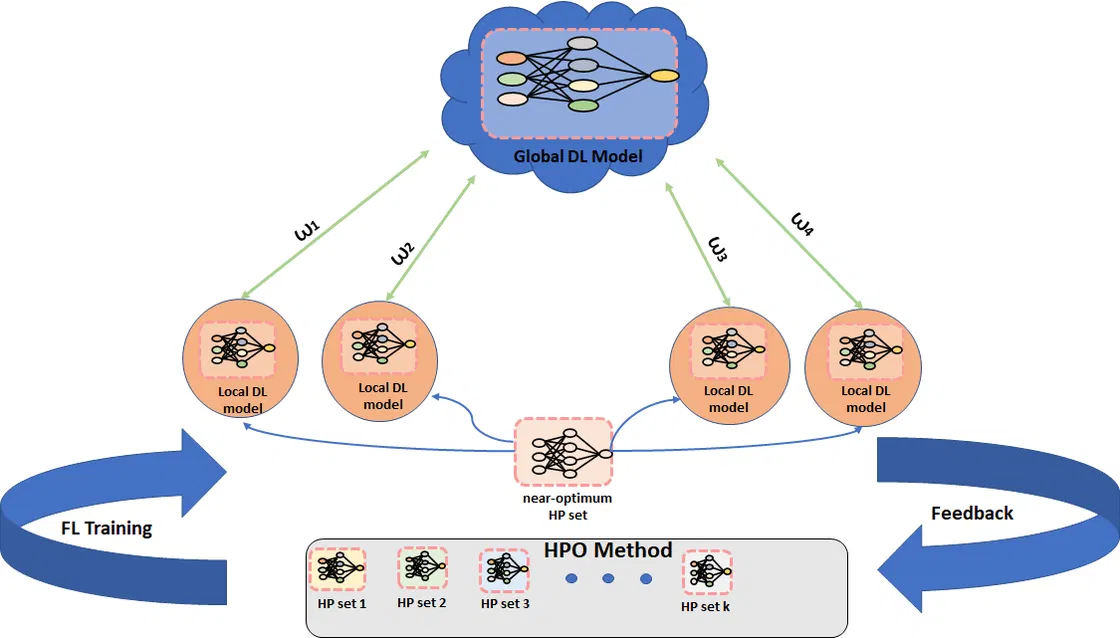 Global DL Model
ω1
ω2
ω3
ω4
Local DL
model
Local DL
model
Local DL
model
Local DL
model
near-optimum
HP set
FL Training
Feedback
HPO Method
HP set 1
HP set 2
HP set 3
HP set k